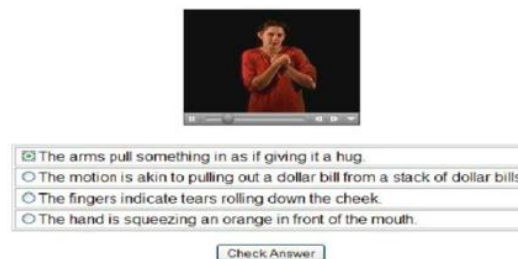 The arms pull something in as if giving it a hug.
The motion is akin to pulling out a dollar bill from a stack of dollar bills
The fingers indicate tears rolling down the cheek.
The hand is squeezing an orange in front of the mouth.
Check Answer